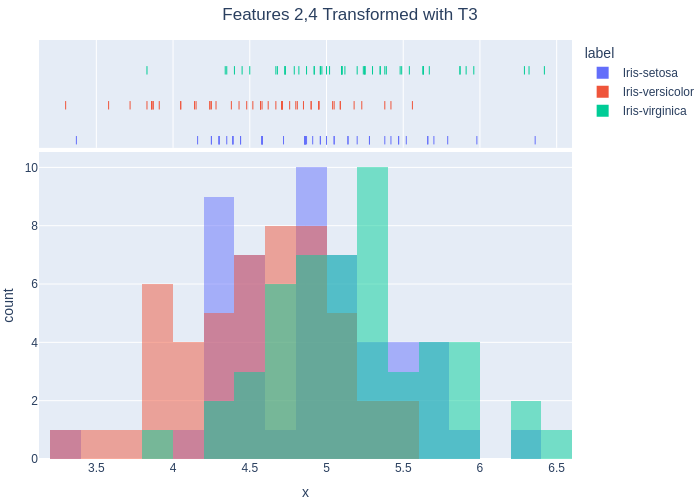 Features 2,4 Transformed with T3
label
Iris-setosa
Iris-versicolor
Iris-virginica
10
8
6
4
2
0
count
3.5 4 4.5 5 5.5 6 6.5
x